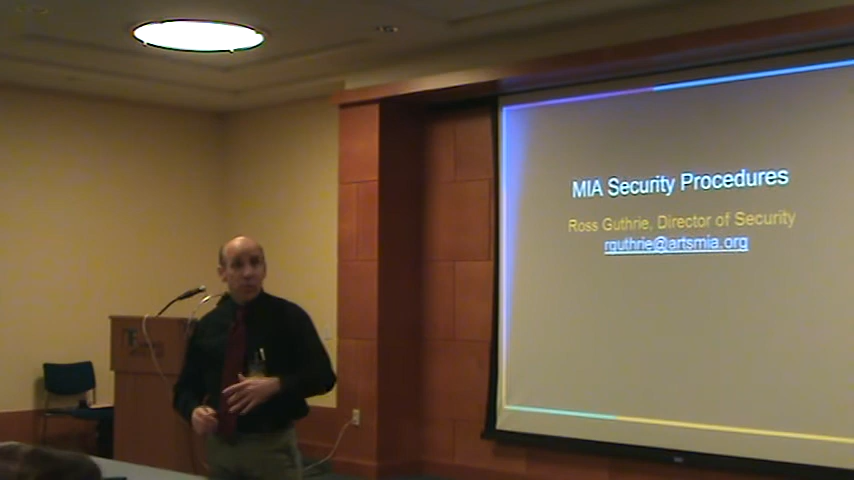 MIA Security Procedures
Ross Guthrie, Director of Security
rguthrie@artsmia.org